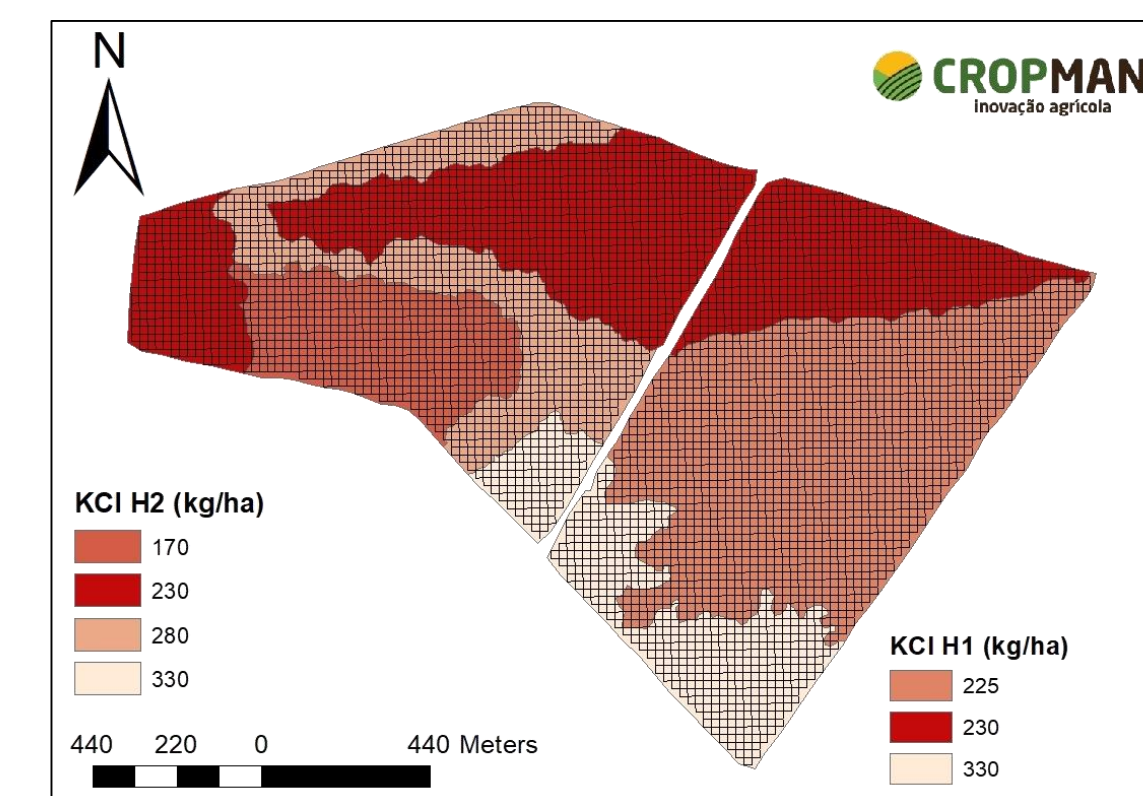 N
CROPMAN
inovação agrícola
KCl H2 (kg/ha)
170
230
280
330
440 220 0 440 Meters
KCl H1 (kg/ha)
225
230
330